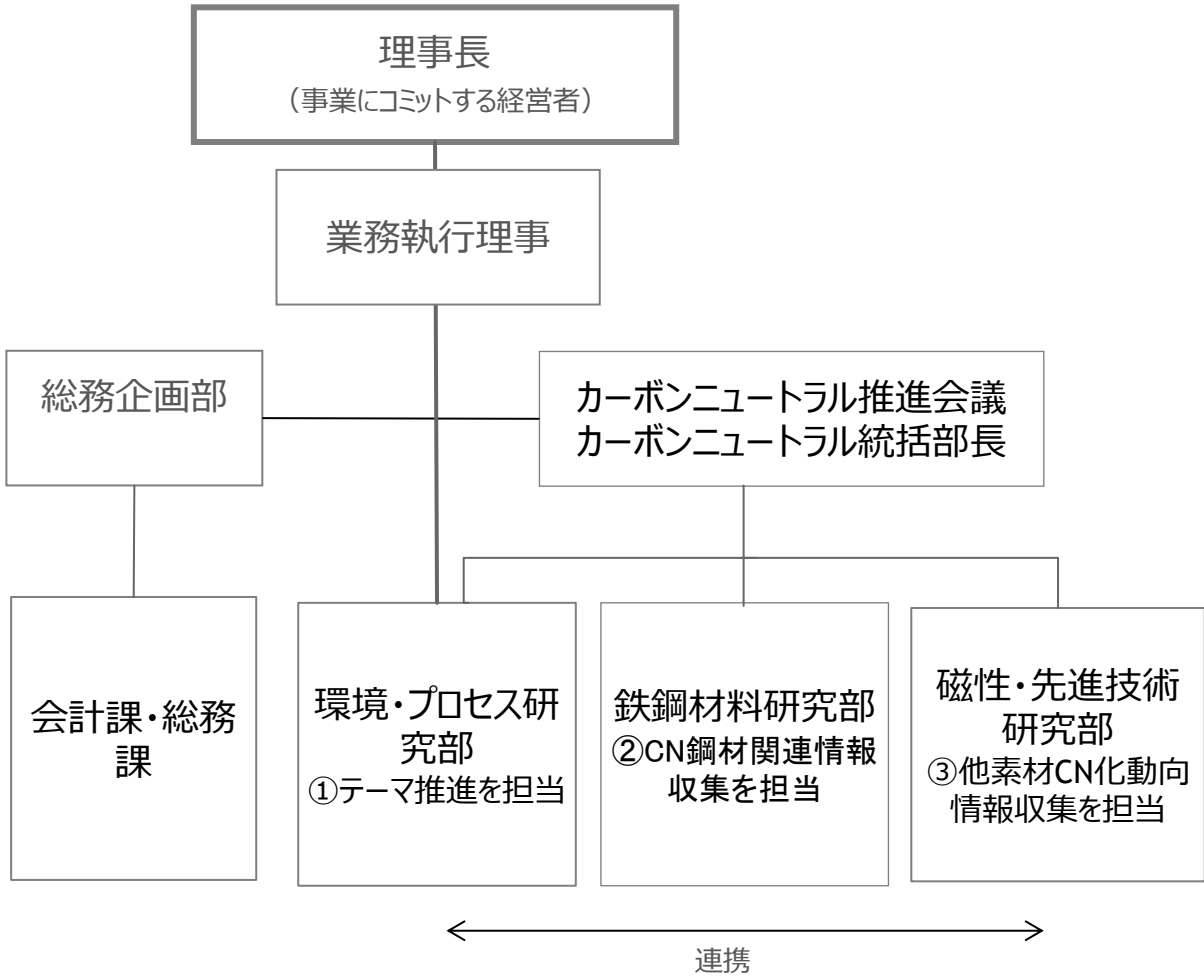 理事長
（事業にコミットする経営者）
業務執行理事
総務企画部
カーボンニュートラル推進会議
カーボンニュートラル統括部長
会計課・総務
課
環境・プロセス研
究部
①テーマ推進を担当
鉄鋼材料研究部
②CN鋼材関連情報
収集を担当
磁性・先進技術
研究部
③他素材CN化動向
情報収集を担当
連携